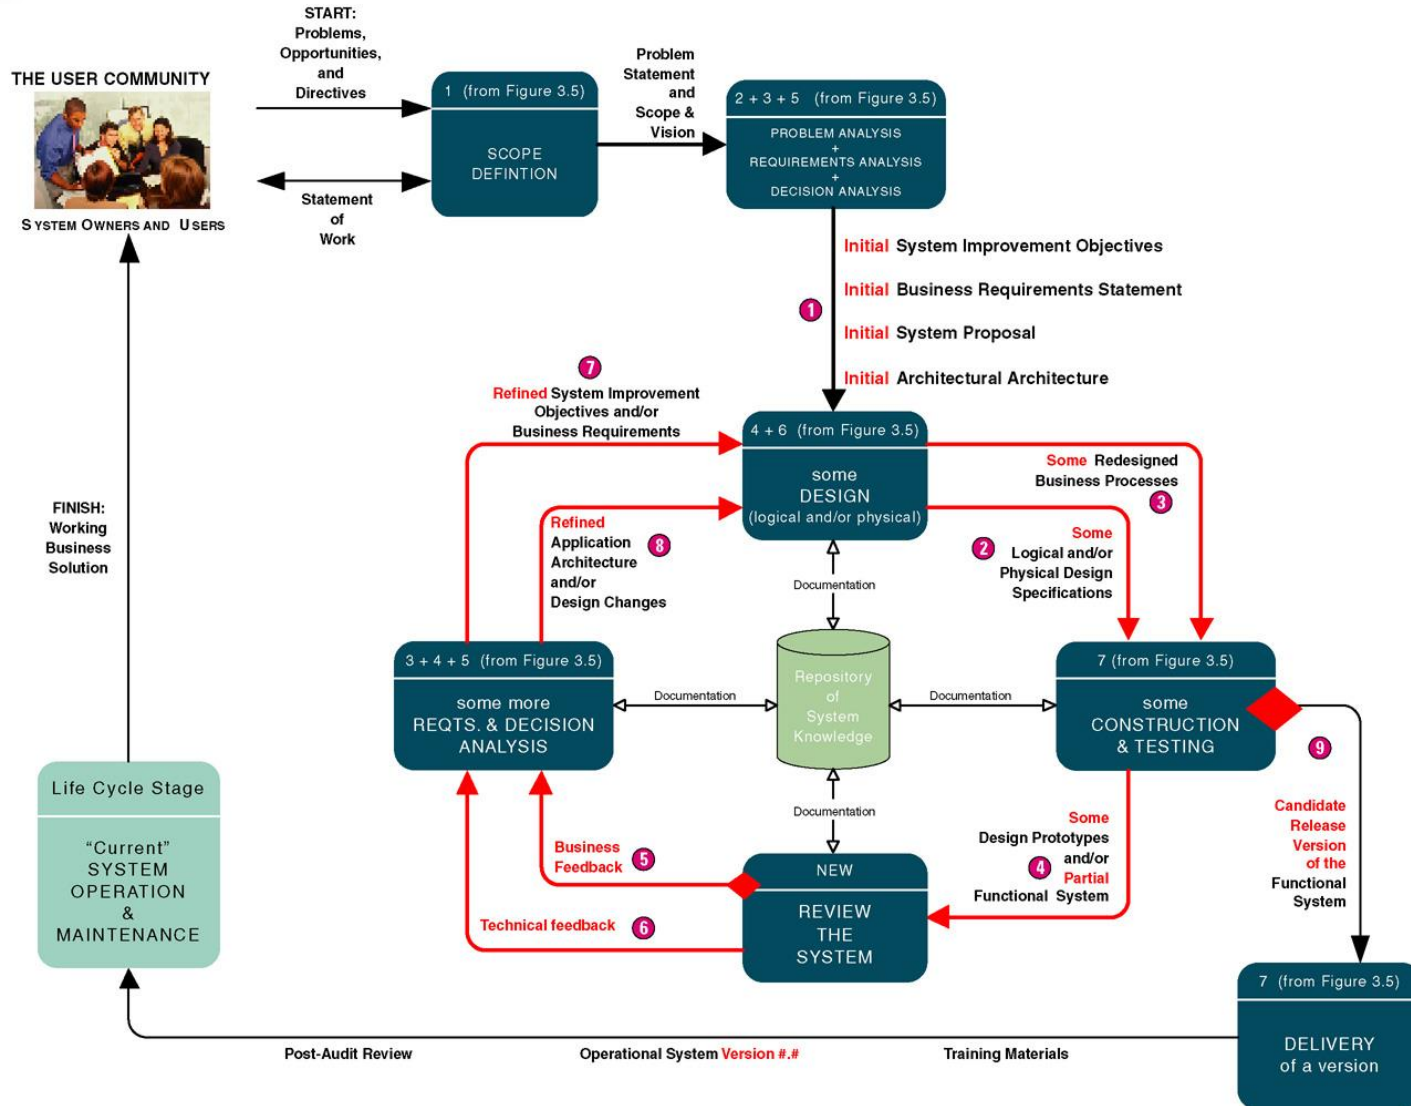 START:
Problems,
Opportunities,
and
Directives
THE USER COMMUNITY
SYSTEM OWNERS AND USERS
Statement
of
Work
1 (from Figure 3.5)
SCOPE
DEFINTION
Problem
Statement
and
Scope &
Vision
2 + 3 + 5 (from Figure 3.5)
PROBLEM ANALYSIS
+
REQUIREMENTS ANALYSIS
+
DECISION ANALYSIS
Initial System Improvement Objectives
Initial Business Requirements Statement
1
Initial System Proposal
Initial Architectural Architecture
7
Refined System Improvement
Objectives and/or
Business Requirements
4 + 6 (from Figure 3.5)
some
DESIGN
(logical and/or physical)
Some Redesigned
Business Processes
3
2
Some
Logical and/or
Physical Design
Specifications
Refined
Application
Architecture
and/or
Design Changes
8
FINISH:
Working
Business
Solution
Documentation
3 + 4 + 5 (from Figure 3.5)
some more
REQTS. & DECISION
ANALYSIS
Documentation
Repository
of
System
Knowledge
Documentation
7 (from Figure 3.5)
some
CONSTRUCTION
& TESTING
9
Candidate
Release
Version
of the
Functional
System
Documentation
Some
Design Prototypes
and/or
Partial
Functional System
4
Business
Feedback
5
Technical feedback
6
NEW
REVIEW
THE
SYSTEM
Life Cycle Stage
“Current”
SYSTEM
OPERATION
&
MAINTENANCE
7 (from Figure 3.5)
DELIVERY
of a version
Post-Audit Review
Operational System Version #.#
Training Materials